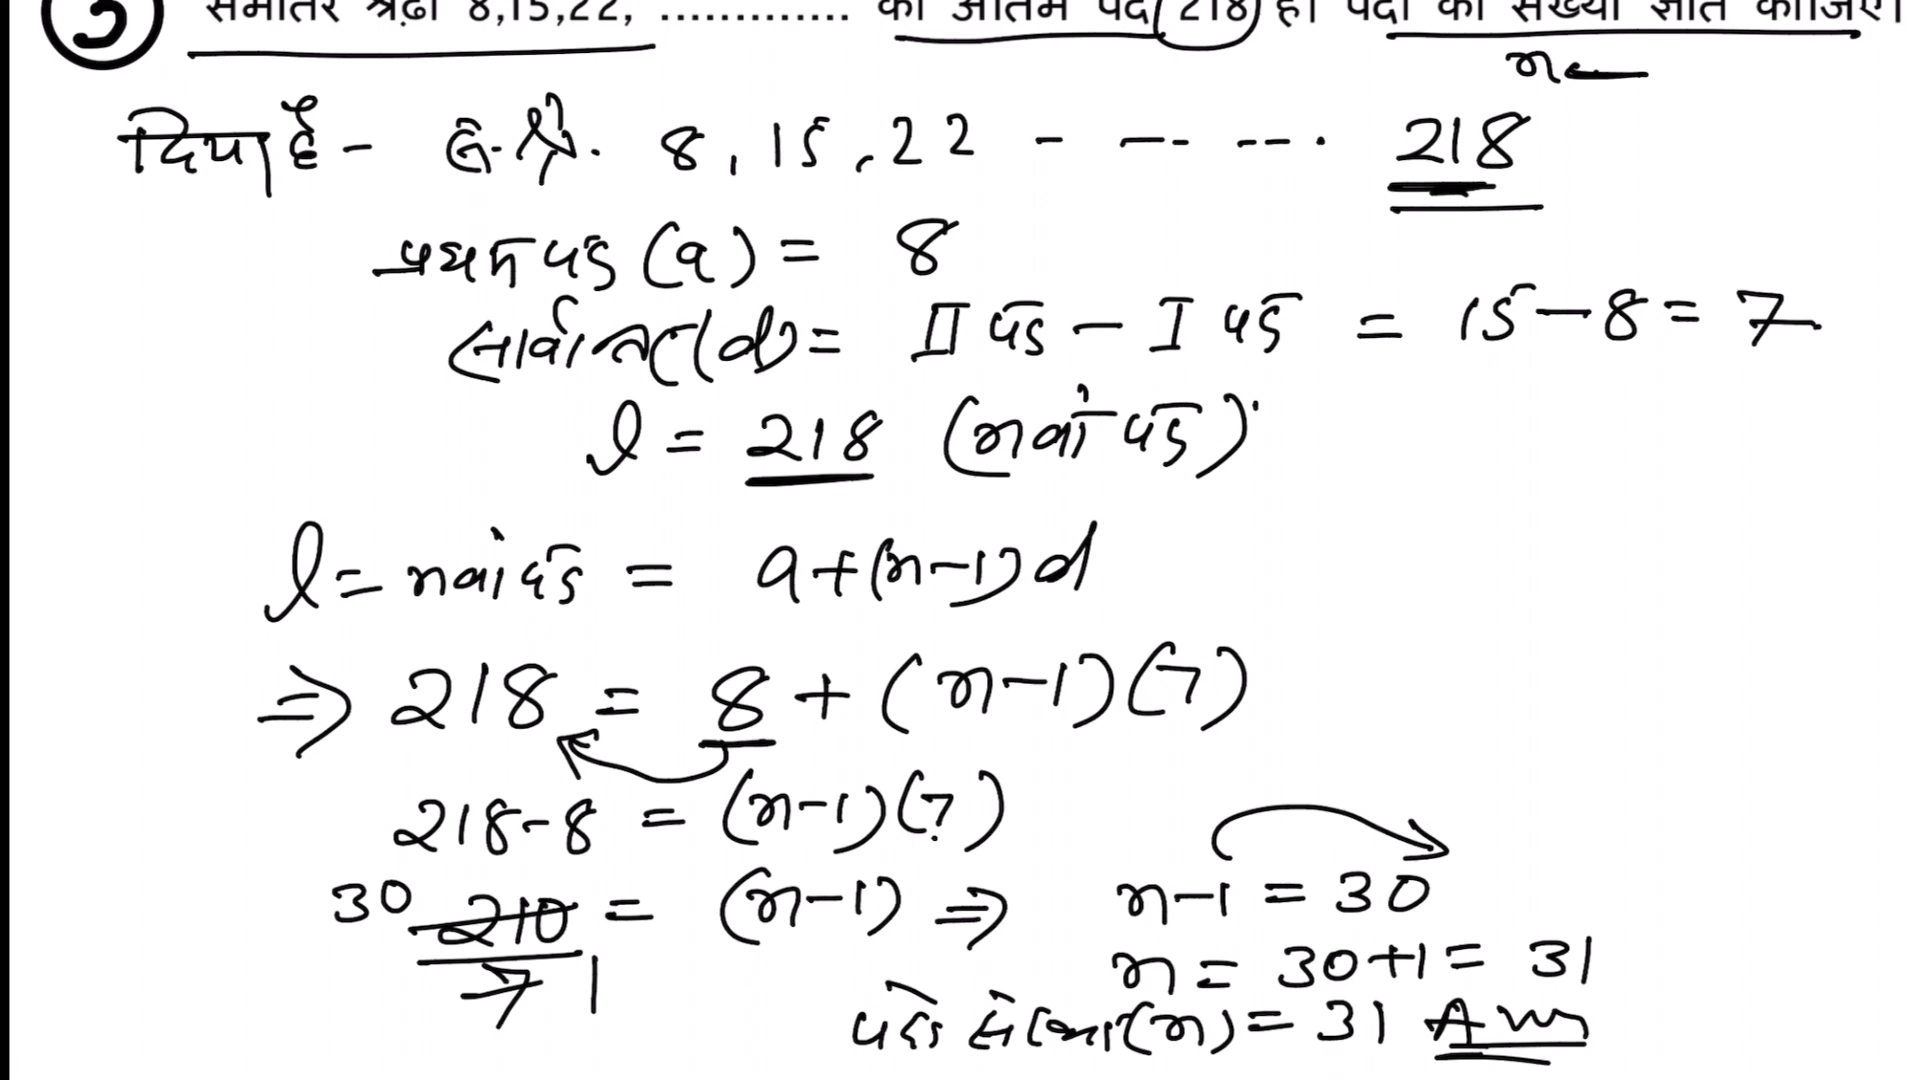 3 समांतर श्रेढ़ी 8,15,22, ............. का अंतिम पद 218 है। पदों की संख्या ज्ञात कीजिए।
n
दिया है - स.श्रे. 8, 15, 22 - -- --- . 218
प्रथम पद (a) = 8
सार्वान्तर (d) = II पद - I पद = 15-8 = 7
l = 218 (nवाँ पद)
l = nवां पद = a+(n-1)d
⇒ 218 = 8 + (n-1)(7)
218-8 = (n-1)(7)
30 210/7 1 = (n-1) ⇒ n-1 = 30
n = 30+1 = 31
पद संख्या (n) = 31 Ans